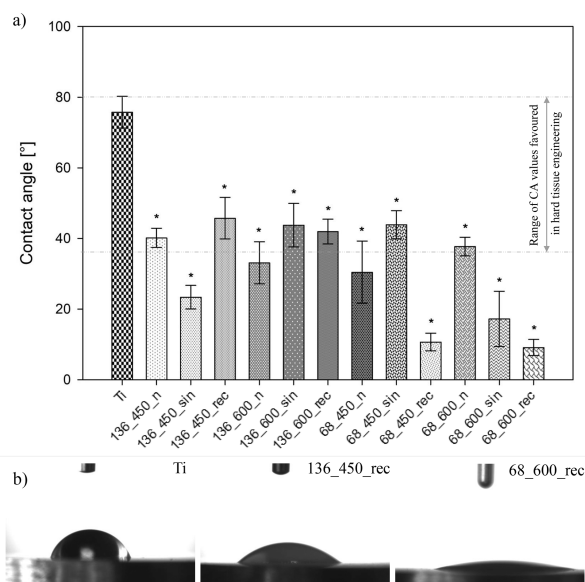 a)
100
80
60
40
20
0
Contact angle [°]
Range of CA values favoured
in hard tissue engineering
* * * * * * * * * * * *
Ti
136_450_n
136_450_sin
136_450_rec
136_600_n
136_600_sin
136_600_rec
68_450_n
68_450_sin
68_450_rec
68_600_n
68_600_sin
68_600_rec
b)
Ti
136_450_rec
68_600_rec